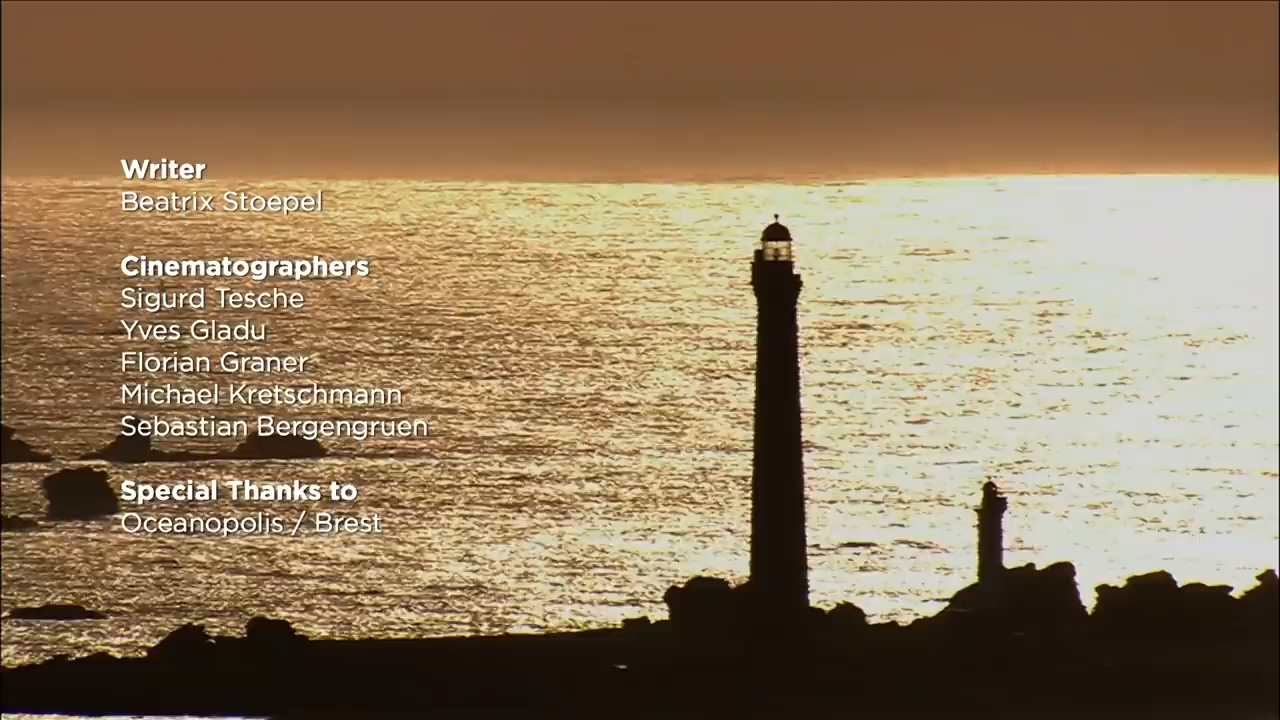 Writer
Beatrix Stoepel
Cinematographers
Sigurd Tesche
Yves Gladu
Florian Graner
Michael Kretschmann
Sebastian Bergengruen
Special Thanks to
Oceanopolis / Brest